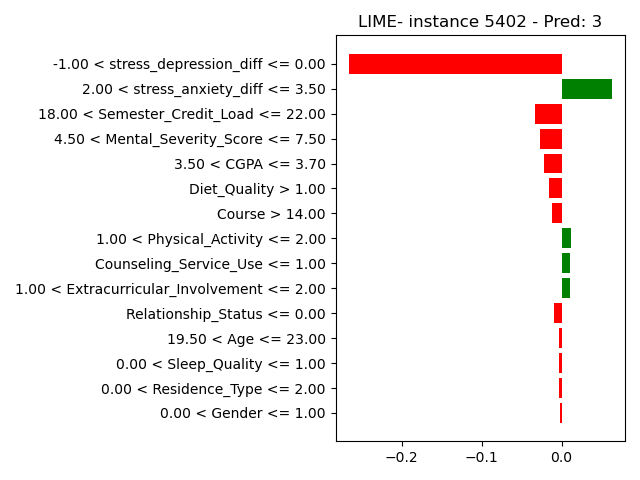 LIME- instance 5402 - Pred: 3
-1.00 < stress_depression_diff <= 0.00
2.00 < stress_anxiety_diff <= 3.50
18.00 < Semester_Credit_Load <= 22.00
4.50 < Mental_Severity_Score <= 7.50
3.50 < CGPA <= 3.70
Diet_Quality > 1.00
Course > 14.00
1.00 < Physical_Activity <= 2.00
Counseling_Service_Use <= 1.00
1.00 < Extracurricular_Involvement <= 2.00
Relationship_Status <= 0.00
19.50 < Age <= 23.00
0.00 < Sleep_Quality <= 1.00
0.00 < Residence_Type <= 2.00
0.00 < Gender <= 1.00
−0.2 −0.1 0.0